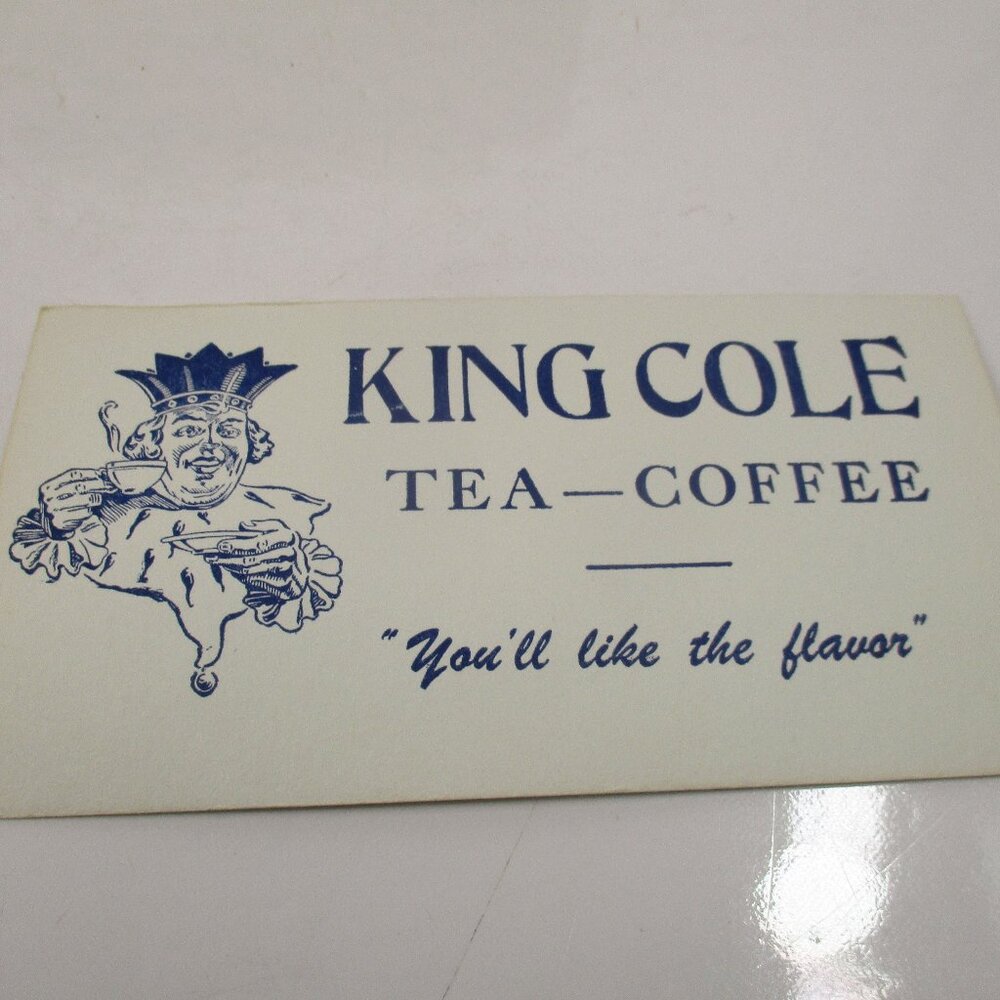 KING COLE
TEA—COFFEE
"You'll like the flavor"